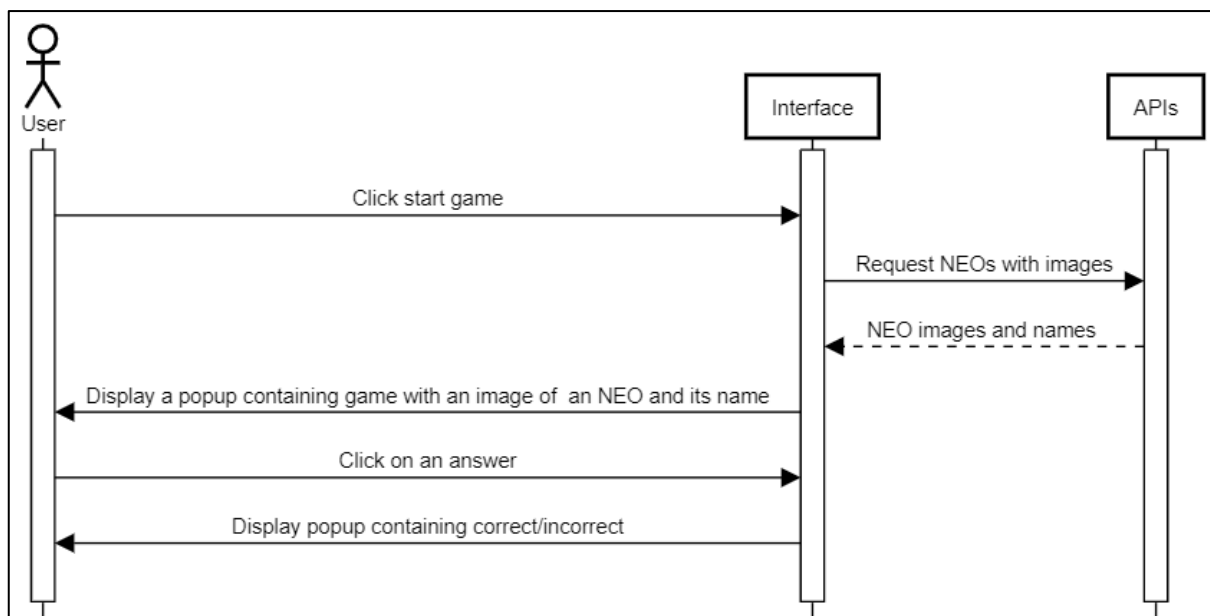 User
Interface
APIs
Click start game
Request NEOs with images
NEO images and names
Display a popup containing game with an image of  an NEO and its name
Click on an answer
Display popup containing correct/incorrect